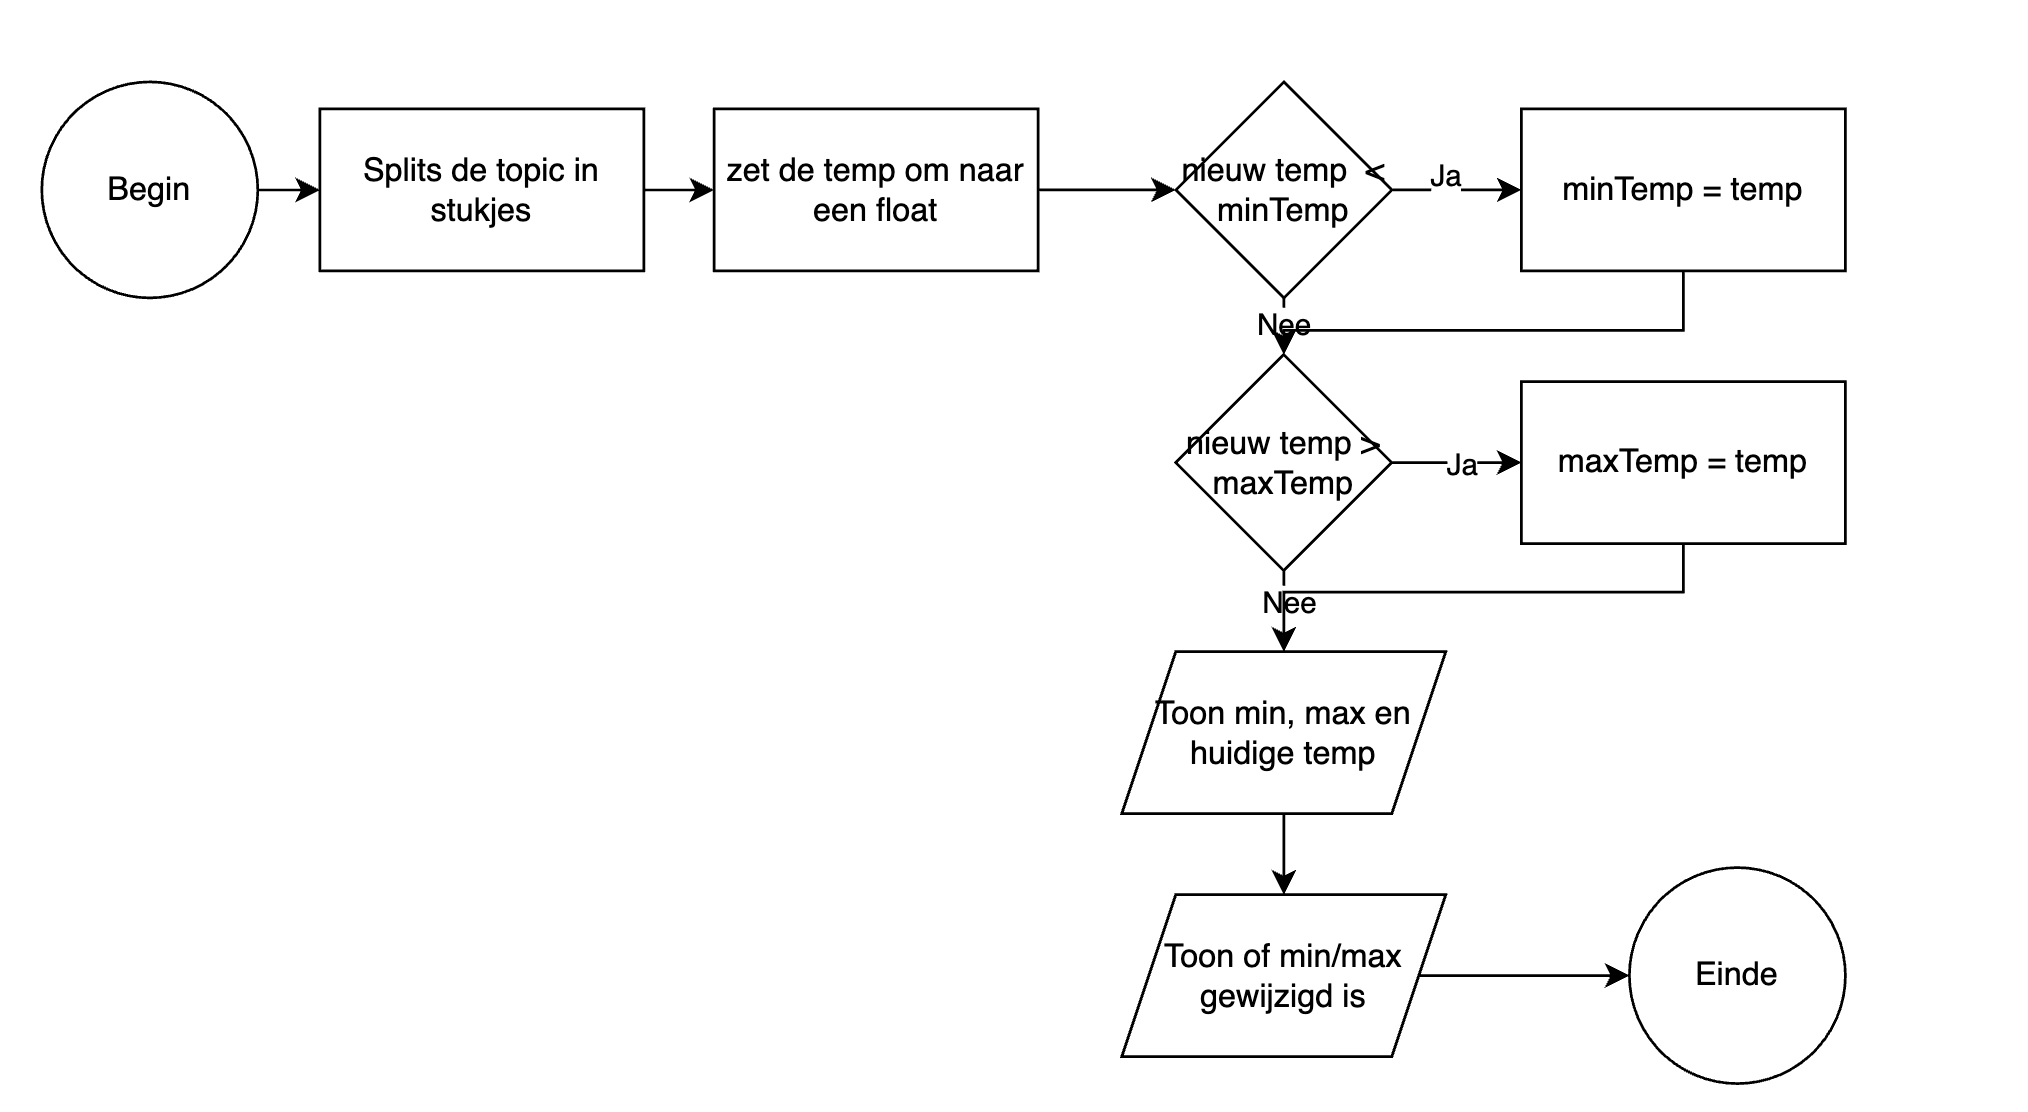 Begin
Splits de topic in
stukjes
zet de temp om naar
een float
nieuw temp <
minTemp
Ja
minTemp = temp
Nee
nieuw temp >
maxTemp
Ja
maxTemp = temp
Nee
Toon min, max en
huidige temp
Toon of min/max
gewijzigd is
Einde